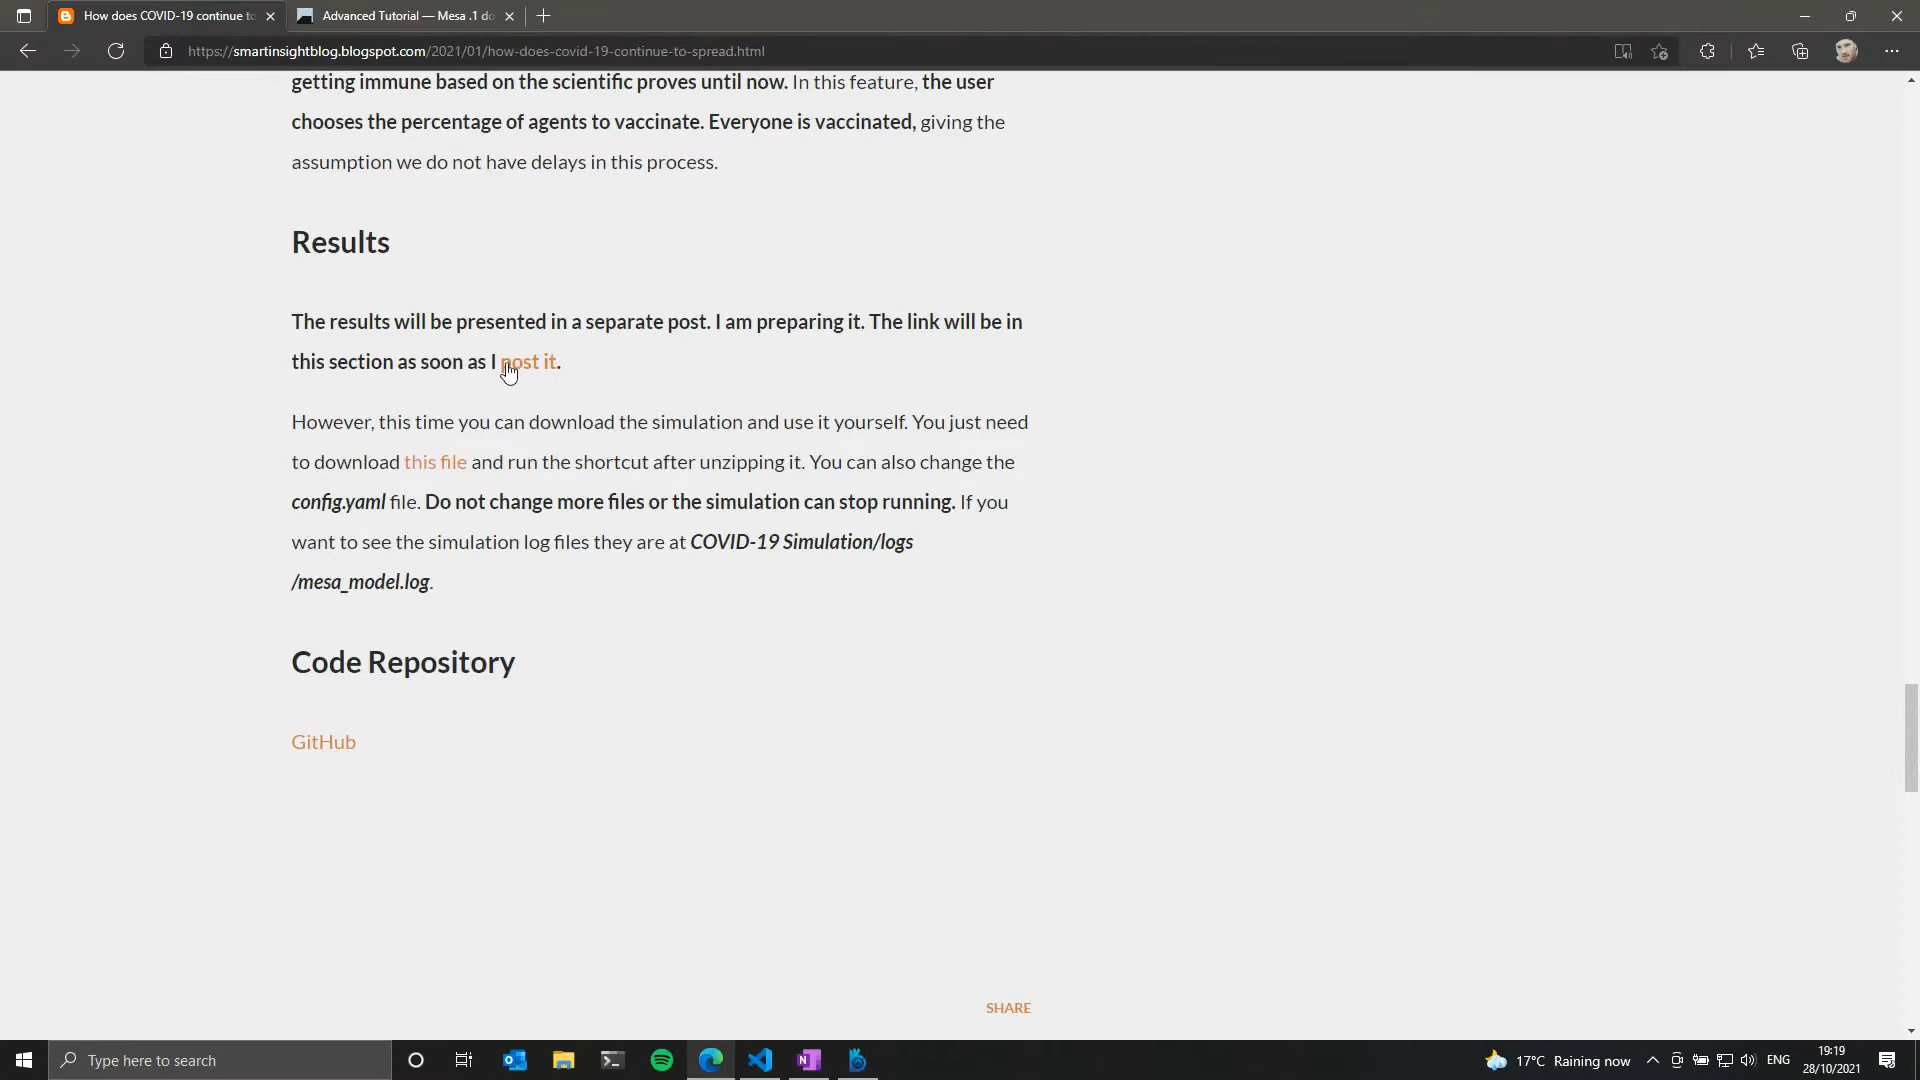 How does COVID-19 continue to
Advanced Tutorial — Mesa .1 do
https://smartinsightblog.blogspot.com/2021/01/how-does-covid-19-continue-to-spread.html
getting immune based on the scientific proves until now. In this feature, the user
chooses the percentage of agents to vaccinate. Everyone is vaccinated, giving the
assumption we do not have delays in this process.
Results
The results will be presented in a separate post. I am preparing it. The link will be in
this section as soon as I post it.
However, this time you can download the simulation and use it yourself. You just need
to download this file and run the shortcut after unzipping it. You can also change the
config.yaml file. Do not change more files or the simulation can stop running. If you
want to see the simulation log files they are at COVID-19 Simulation/logs
/mesa_model.log.
Code Repository
GitHub
SHARE
Type here to search
17°C Raining now
ENG
19:19
28/10/2021